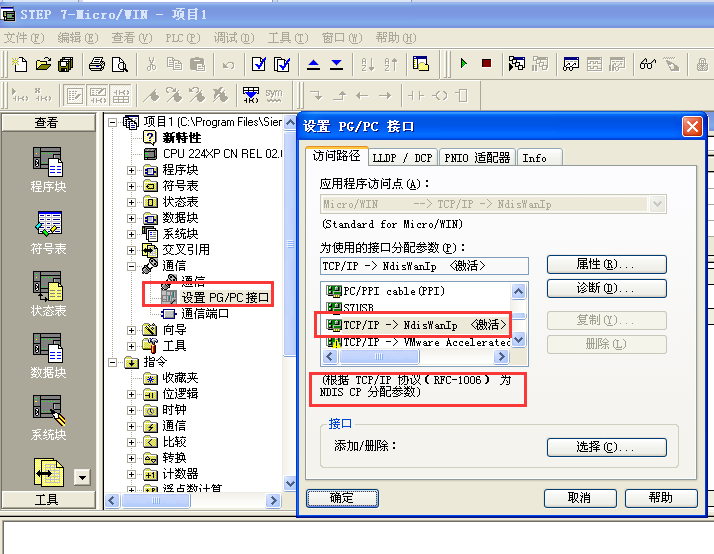 STEP 7-Micro/WIN - 项目1
文件(F) 编辑(E) 查看(V) PLC(P) 调试(D) 工具(T) 窗口(W) 帮助(H)
查看
程序块
符号表
状态表
数据块
系统块
工具
项目1 (C:\Program Files\Sier
新特性
CPU 224XP CN REL 02.0
程序块
符号表
状态表
数据块
系统块
交叉引用
通信
通信
设置 PG/PC 接口
通信端口
向导
工具
指令
收藏夹
位逻辑
时钟
通信
比较
转换
计数器
浮点数计算
设置 PG/PC 接口
访问路径 LLDP / DCP PNIO 适配器 Info
应用程序访问点(A)：
Micro/WIN --> TCP/IP -> NdisWanIp
(Standard for Micro/WIN)
为使用的接口分配参数(P)：
TCP/IP -> NdisWanIp <激活>
属性(R)...
PC/PPI cable(PPI)
诊断(D)...
S7USB
TCP/IP -> NdisWanIp <激活>
复制(Y)...
TCP/IP -> VMware Accelerated
删除(L)
(根据 TCP/IP 协议(RFC-1006) 为
NDIS CP 分配参数)
接口
添加/删除：
选择(C)...
确定 取消 帮助